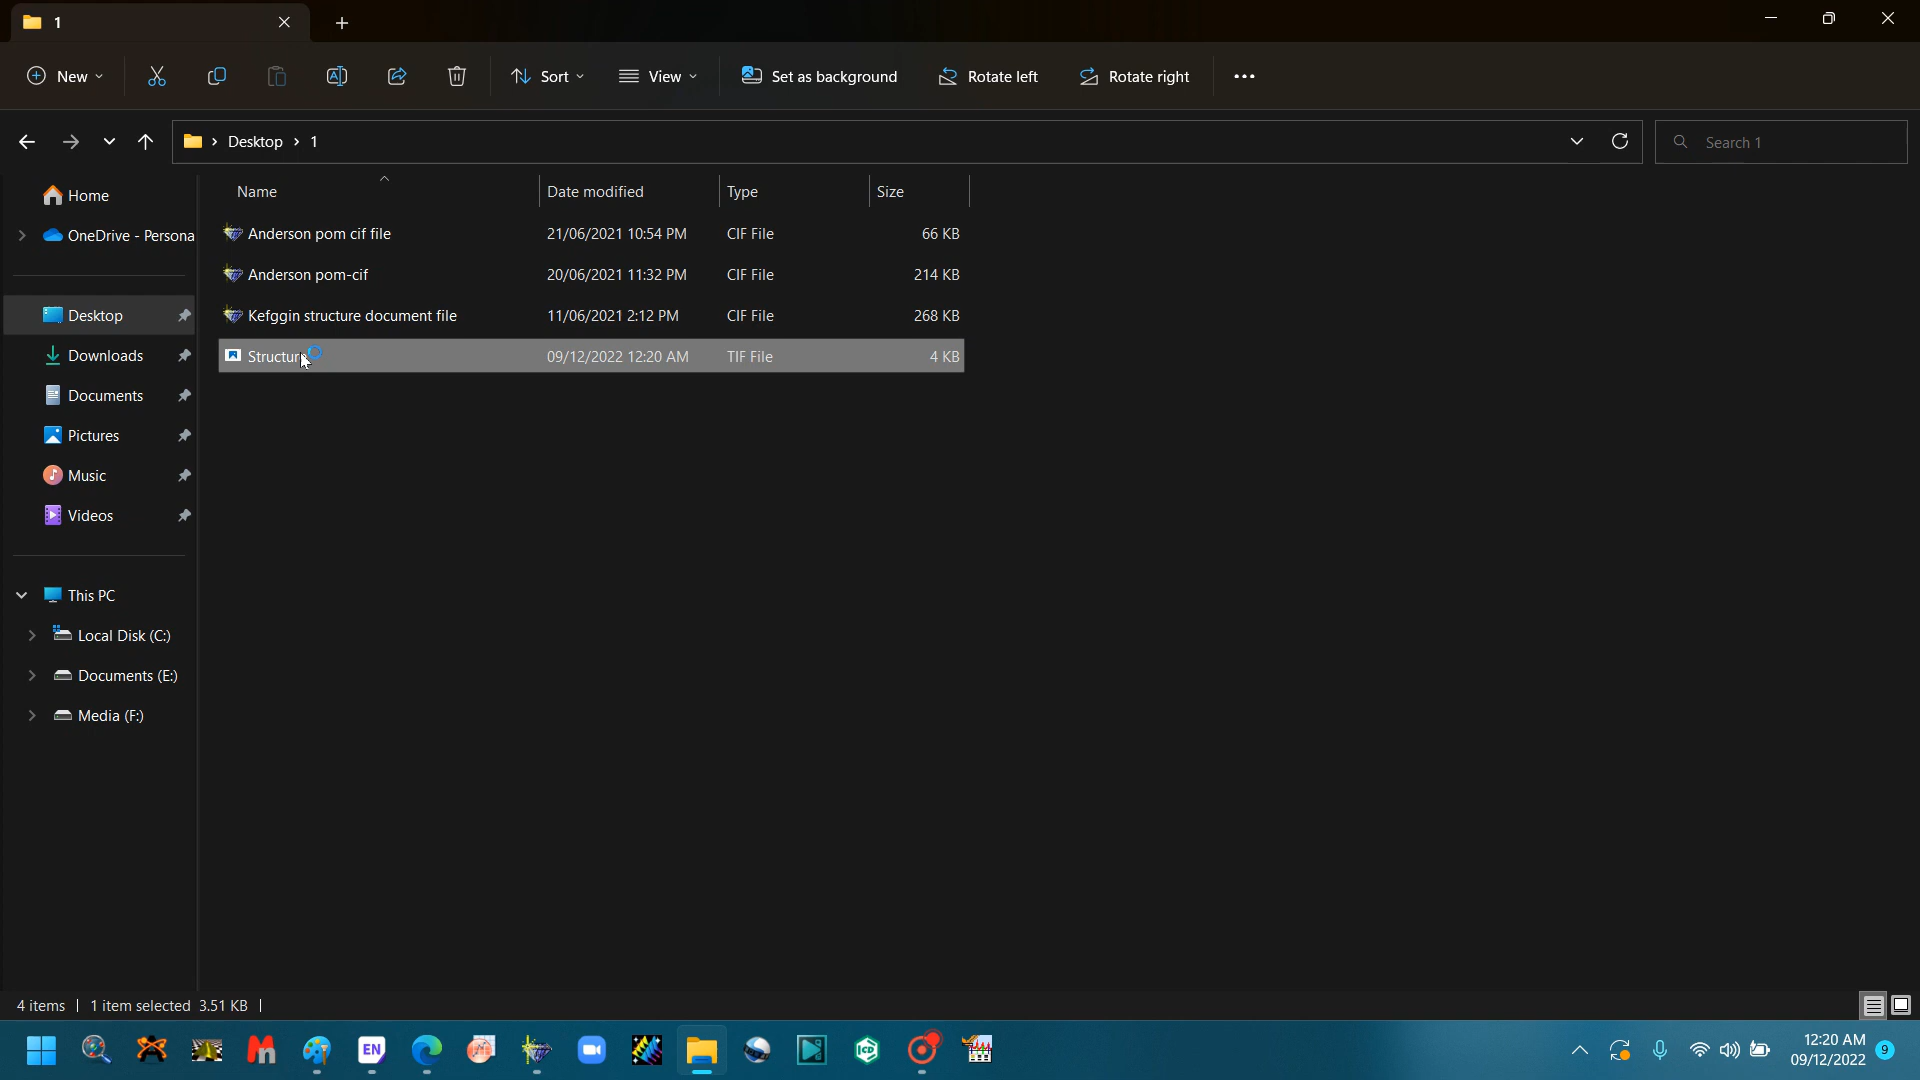 1
New
Sort
View
Set as background
Rotate left
Rotate right
Desktop
1
Search 1
Home
OneDrive - Persona
Desktop
Downloads
Documents
Pictures
Music
Videos
This PC
Local Disk (C:)
Documents (E:)
Media (F:)
Name Date modified Type Size
Anderson pom cif file 21/06/2021 10:54 PM CIF File 66 KB
Anderson pom-cif 20/06/2021 11:32 PM CIF File 214 KB
Kefggin structure document file 11/06/2021 2:12 PM CIF File 268 KB
Structur 09/12/2022 12:20 AM TIF File 4 KB
4 items 1 item selected 3.51 KB
EN
ICD
12:20 AM
09/12/2022
9